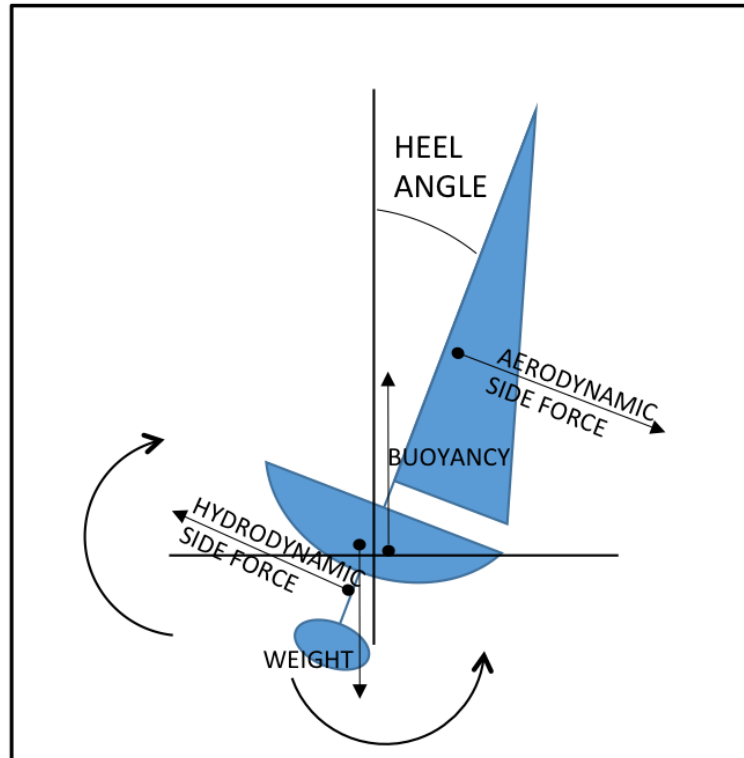 HEEL
ANGLE
AERODYNAMIC
SIDE FORCE
BUOYANCY
HYDRODYNAMIC
SIDE FORCE
WEIGHT